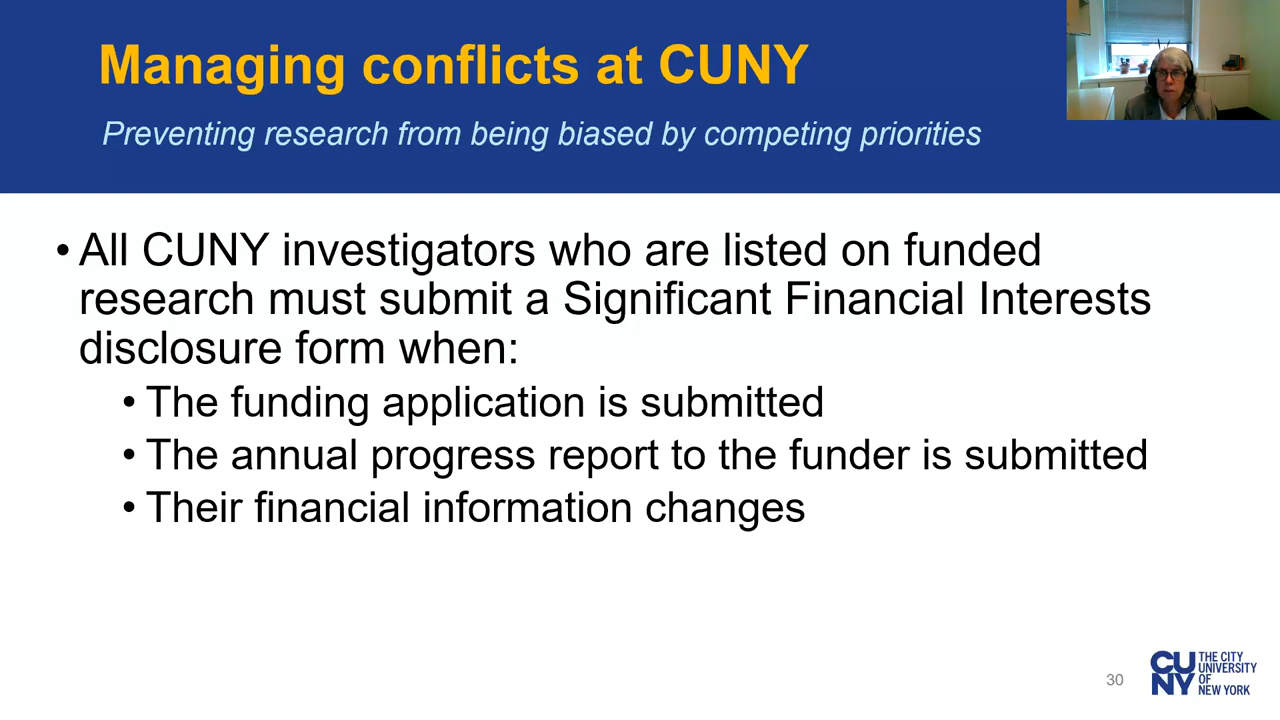 Managing conflicts at CUNY
Preventing research from being biased by competing priorities
• All CUNY investigators who are listed on funded
research must submit a Significant Financial Interests
disclosure form when:
• The funding application is submitted
• The annual progress report to the funder is submitted
• Their financial information changes
30
CU
NY
THE CITY
UNIVERSITY
OF
NEW YORK